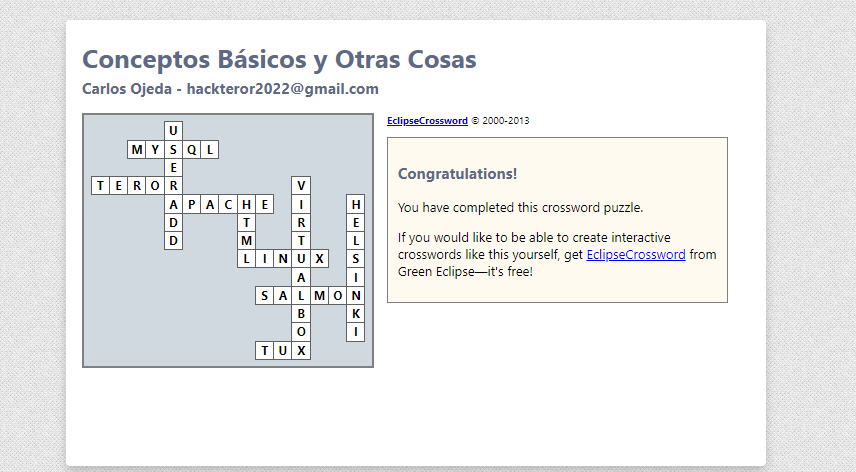 Conceptos Básicos y Otras Cosas
Carlos Ojeda - hackteror2022@gmail.com
EclipseCrossword © 2000-2013
Congratulations!
You have completed this crossword puzzle.
If you would like to be able to create interactive
crosswords like this yourself, get EclipseCrossword from
Green Eclipse—it's free!
U
MYSQL
E
TEROR V
APACHE I H
D T R E
D M T L
LINUX S
A I
SALMON
B K
O I
TUX